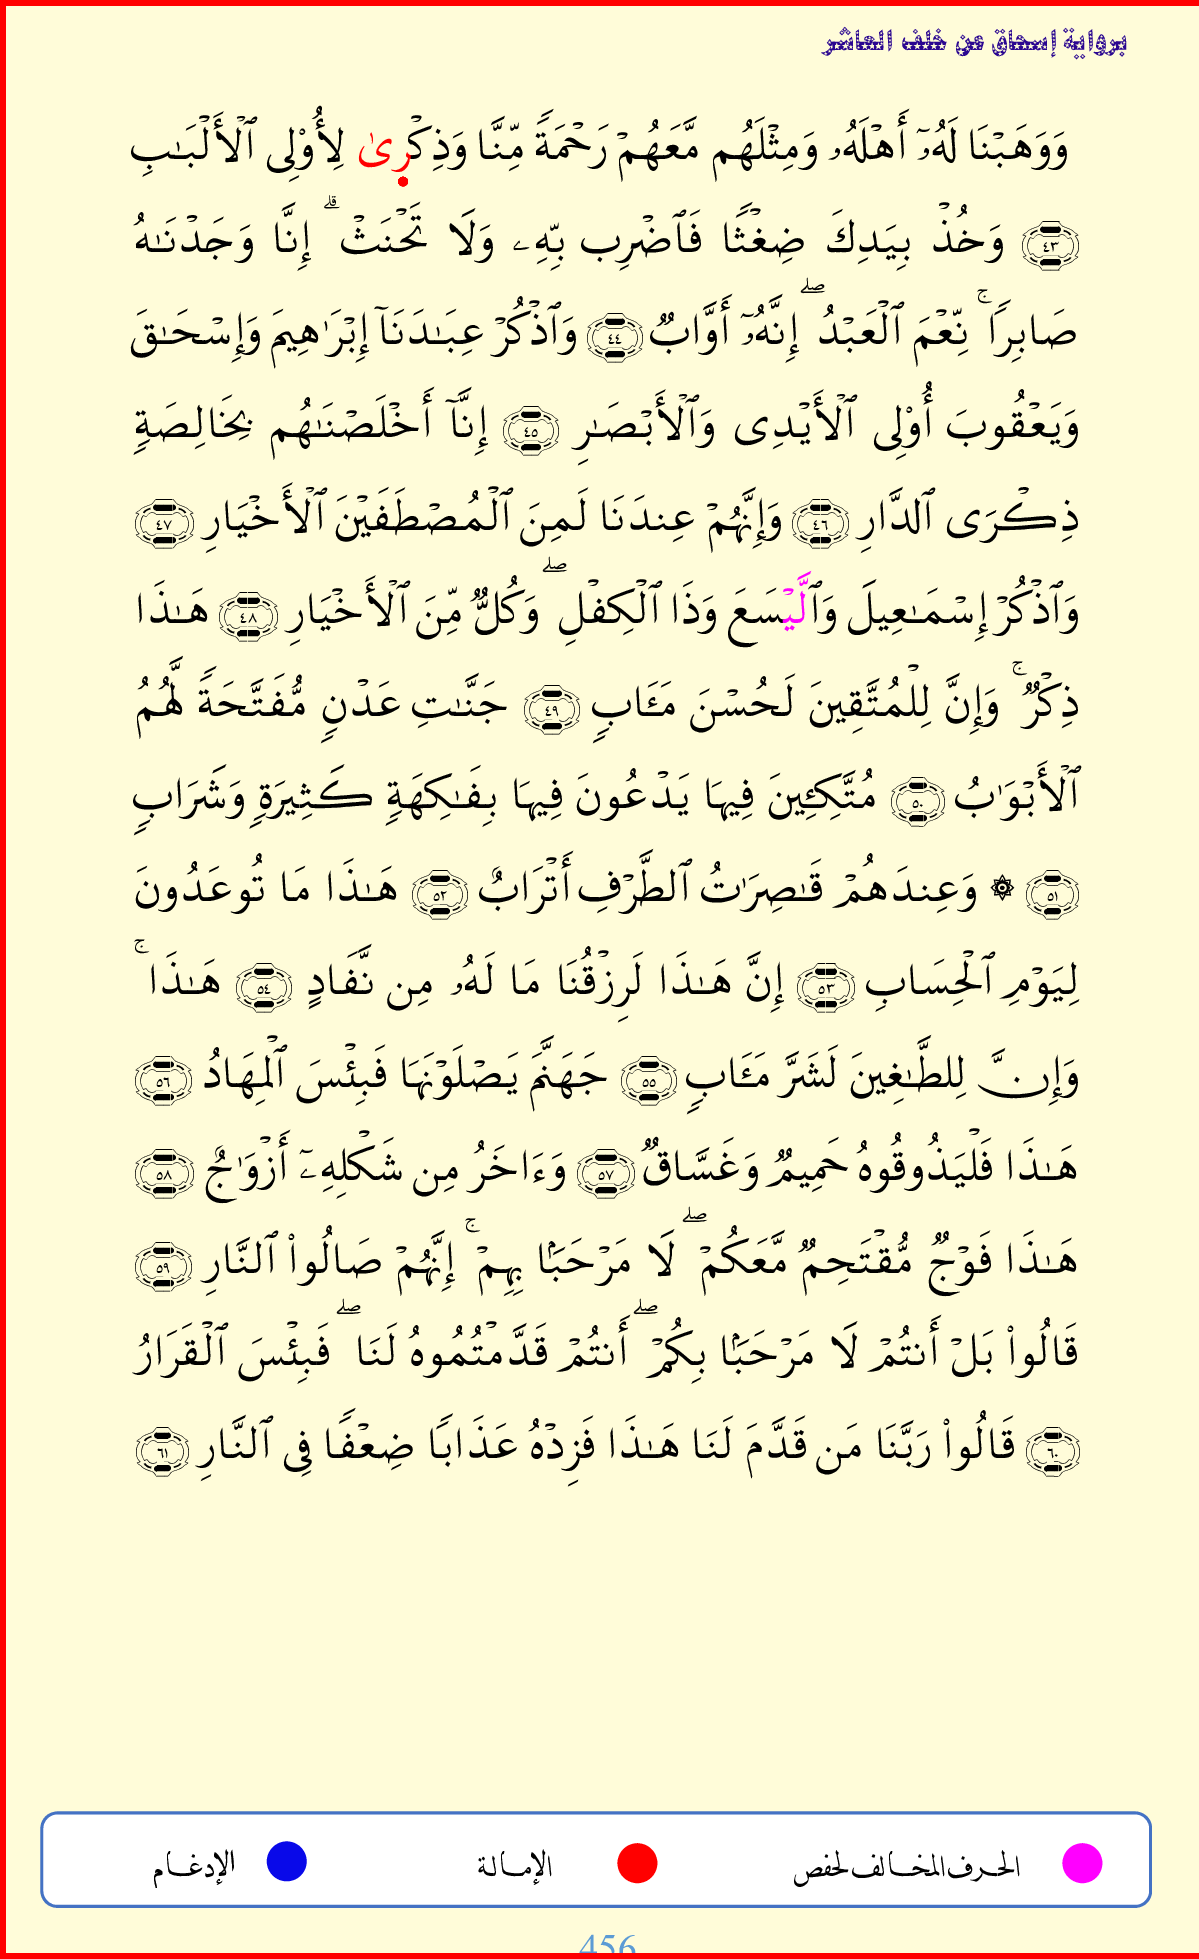 برواية إسحاق عن خلف العاشر
وَوَهَبْنَا لَهُۥٓ أَهْلَهُۥ وَمِثْلَهُم مَّعَهُمْ رَحْمَةً مِّنَّا وَذِكْرِىٰ لِأُو۟لِى ٱلْأَلْبَـٰبِ
٤٣ وَخُذْ بِيَدِكَ ضِغْثًا فَٱضْرِب بِّهِۦ وَلَا تَحْنَثْ ۗ إِنَّا وَجَدْنَـٰهُ
صَابِرًا ۚ نِّعْمَ ٱلْعَبْدُ ۖ إِنَّهُۥٓ أَوَّابٌ ٤٤ وَٱذْكُرْ عِبَـٰدَنَآ إِبْرَٰهِيمَ وَإِسْحَـٰقَ
وَيَعْقُوبَ أُو۟لِى ٱلْأَيْدِى وَٱلْأَبْصَـٰرِ ٤٥ إِنَّآ أَخْلَصْنَـٰهُم بِخَالِصَةٍ
ذِكْرَى ٱلدَّارِ ٤٦ وَإِنَّهُمْ عِندَنَا لَمِنَ ٱلْمُصْطَفَيْنَ ٱلْأَخْيَارِ ٤٧
وَٱذْكُرْ إِسْمَـٰعِيلَ وَٱلَّيْسَعَ وَذَا ٱلْكِفْلِ ۖ وَكُلٌّ مِّنَ ٱلْأَخْيَارِ ٤٨ هَـٰذَا
ذِكْرٌ ۚ وَإِنَّ لِلْمُتَّقِينَ لَحُسْنَ مَـَٔابٍ ٤٩ جَنَّـٰتِ عَدْنٍ مُّفَتَّحَةً لَّهُمُ
ٱلْأَبْوَٰبُ ٥٠ مُتَّكِـِٔينَ فِيهَا يَدْعُونَ فِيهَا بِفَـٰكِهَةٍ كَثِيرَةٍ وَشَرَابٍ
٥١ ۞ وَعِندَهُمْ قَـٰصِرَٰتُ ٱلطَّرْفِ أَتْرَابٌ ٥٢ هَـٰذَا مَا تُوعَدُونَ
لِيَوْمِ ٱلْحِسَابِ ٥٣ إِنَّ هَـٰذَا لَرِزْقُنَا مَا لَهُۥ مِن نَّفَادٍ ٥٤ هَـٰذَا ۚ
وَإِنَّ لِلطَّـٰغِينَ لَشَرَّ مَـَٔابٍ ٥٥ جَهَنَّمَ يَصْلَوْنَهَا فَبِئْسَ ٱلْمِهَادُ ٥٦
هَـٰذَا فَلْيَذُوقُوهُ حَمِيمٌ وَغَسَّاقٌ ٥٧ وَءَاخَرُ مِن شَكْلِهِۦٓ أَزْوَٰجٌ ٥٨
هَـٰذَا فَوْجٌ مُّقْتَحِمٌ مَّعَكُمْ ۖ لَا مَرْحَبًۢا بِهِمْ ۚ إِنَّهُمْ صَالُوا۟ ٱلنَّارِ ٥٩
قَالُوا۟ بَلْ أَنتُمْ لَا مَرْحَبًۢا بِكُمْ ۖ أَنتُمْ قَدَّمْتُمُوهُ لَنَا ۖ فَبِئْسَ ٱلْقَرَارُ
٦٠ قَالُوا۟ رَبَّنَا مَن قَدَّمَ لَنَا هَـٰذَا فَزِدْهُ عَذَابًا ضِعْفًا فِى ٱلنَّارِ ٦١
الحرف المخالف لحفص الإمالة الإدغام
456